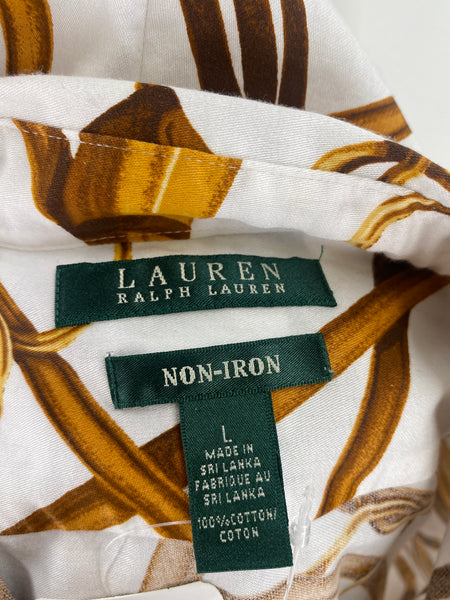 LAUREN
RALPH LAUREN
NON-IRON
L
MADE IN
SRI LANKA
FABRIQUE AU
SRI LANKA
100% COTTON/
COTON